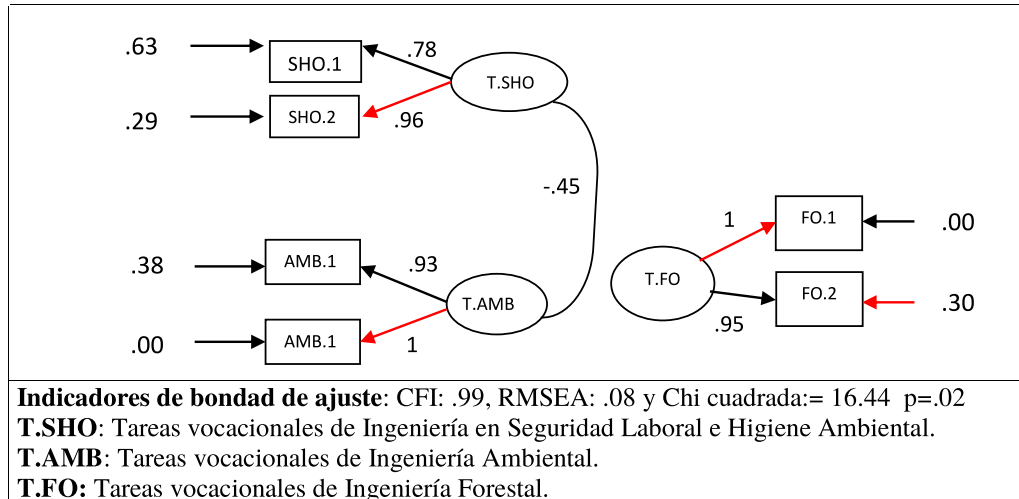 .63
SHO.1
.78
T.SHO
.29
SHO.2
.96
-.45
FO.1
1
.00
.38
AMB.1
.93
T.AMB
T.FO
FO.2
.30
.95
.00
AMB.1
1
Indicadores de bondad de ajuste: CFI: .99, RMSEA: .08 y Chi cuadrada:= 16.44 p=.02
T.SHO: Tareas vocacionales de Ingeniería en Seguridad Laboral e Higiene Ambiental.
T.AMB: Tareas vocacionales de Ingeniería Ambiental.
T.FO: Tareas vocacionales de Ingeniería Forestal.